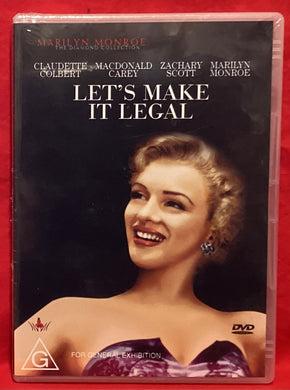 MARILYN MONROE
THE DIAMOND COLLECTION
CLAUDETTE COLBERT
MACDONALD CAREY
ZACHARY SCOTT
MARILYN MONROE
LET'S MAKE
IT LEGAL
DVD
G
FOR GENERAL EXHIBITION